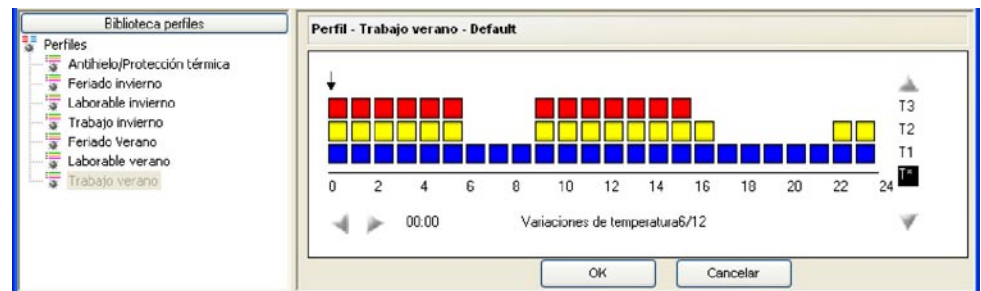 Biblioteca perfiles
Perfiles
Antihielo/Protección térmica
Feriado invierno
Laborable invierno
Trabajo invierno
Feriado Verano
Laborable verano
Trabajo verano
Perfil - Trabajo verano - Default
T3
T2
T1
T*
0 2 4 6 8 10 12 14 16 18 20 22 24
00:00 Variaciones de temperatura6/12
OK Cancelar